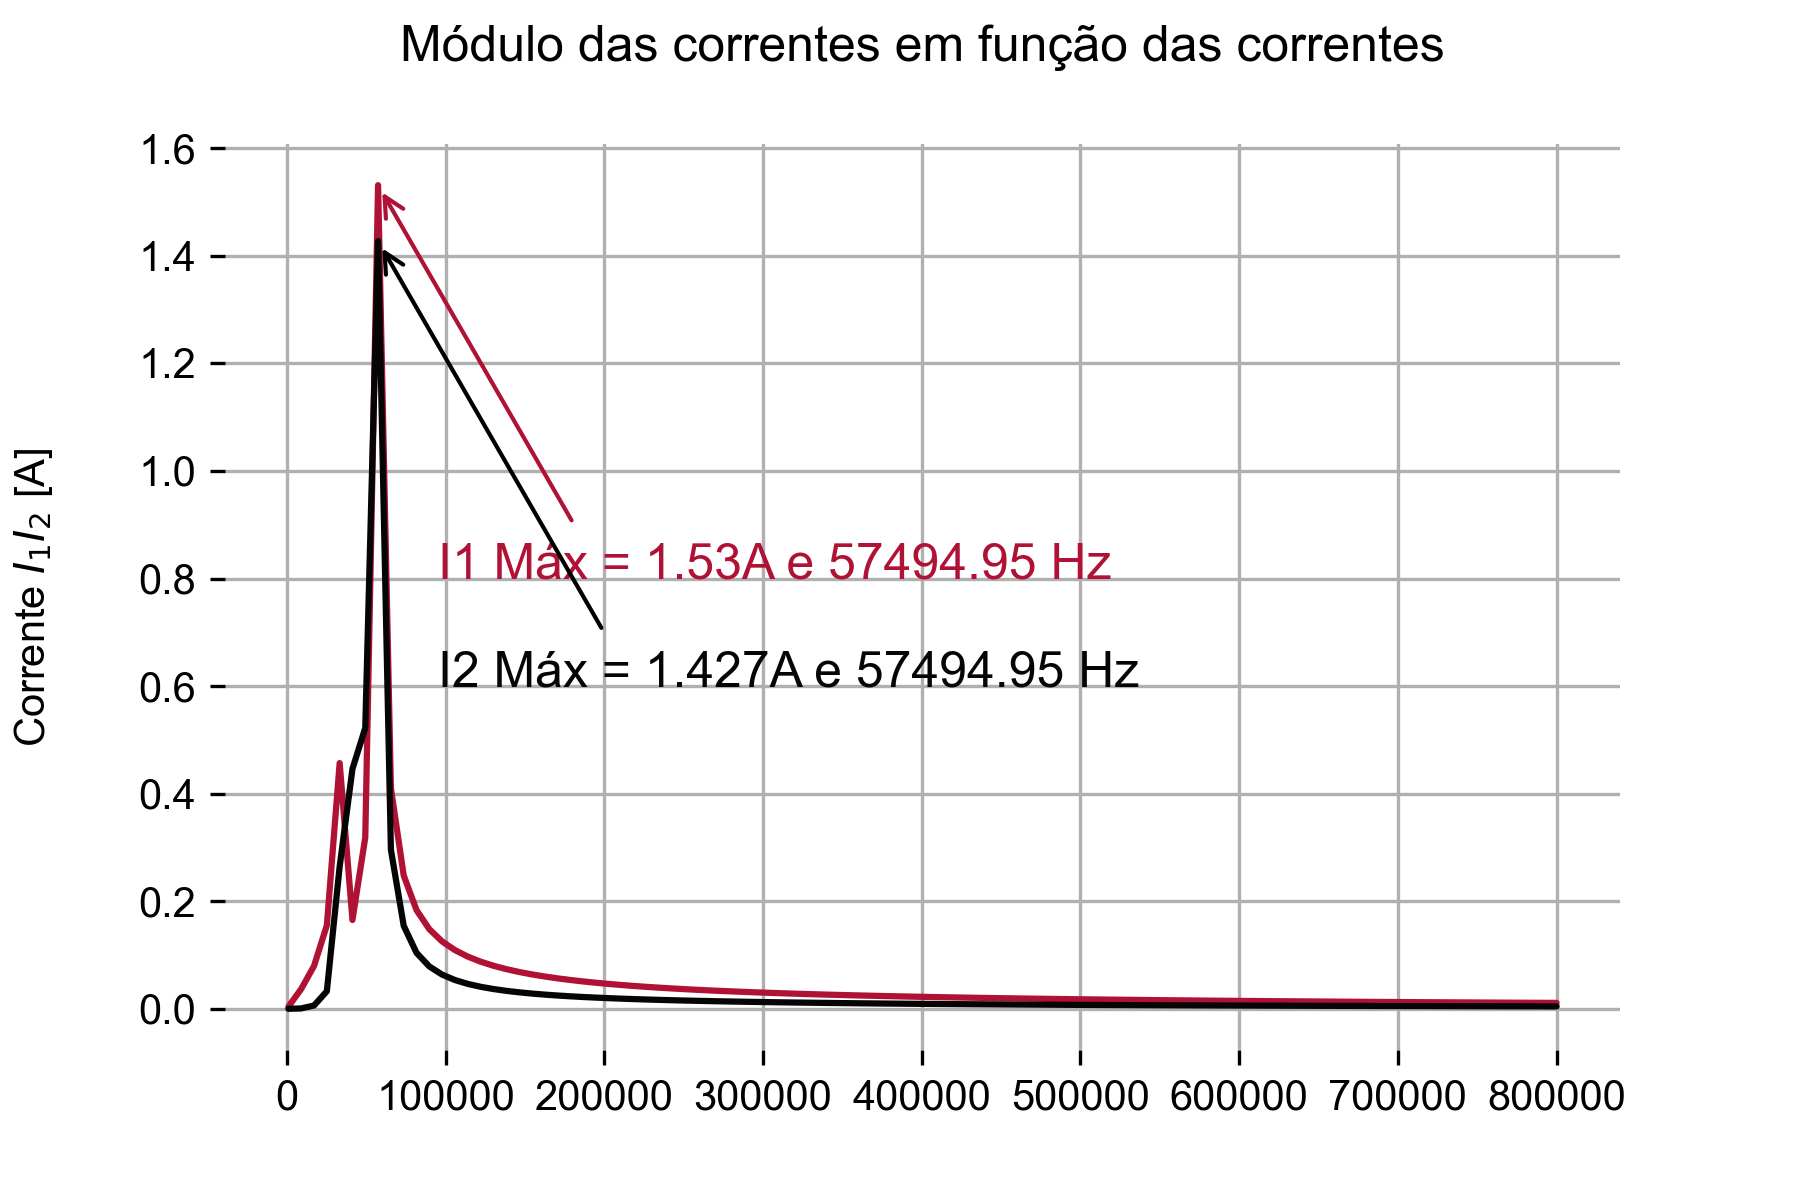 Módulo das correntes em função das correntes
1.6
1.4
1.2
1.0
0.8
0.6
0.4
0.2
0.0
Corrente I₁I₂ [A]
I1 Máx = 1.53A e 57494.95 Hz
I2 Máx = 1.427A e 57494.95 Hz
0 100000 200000 300000 400000 500000 600000 700000 800000